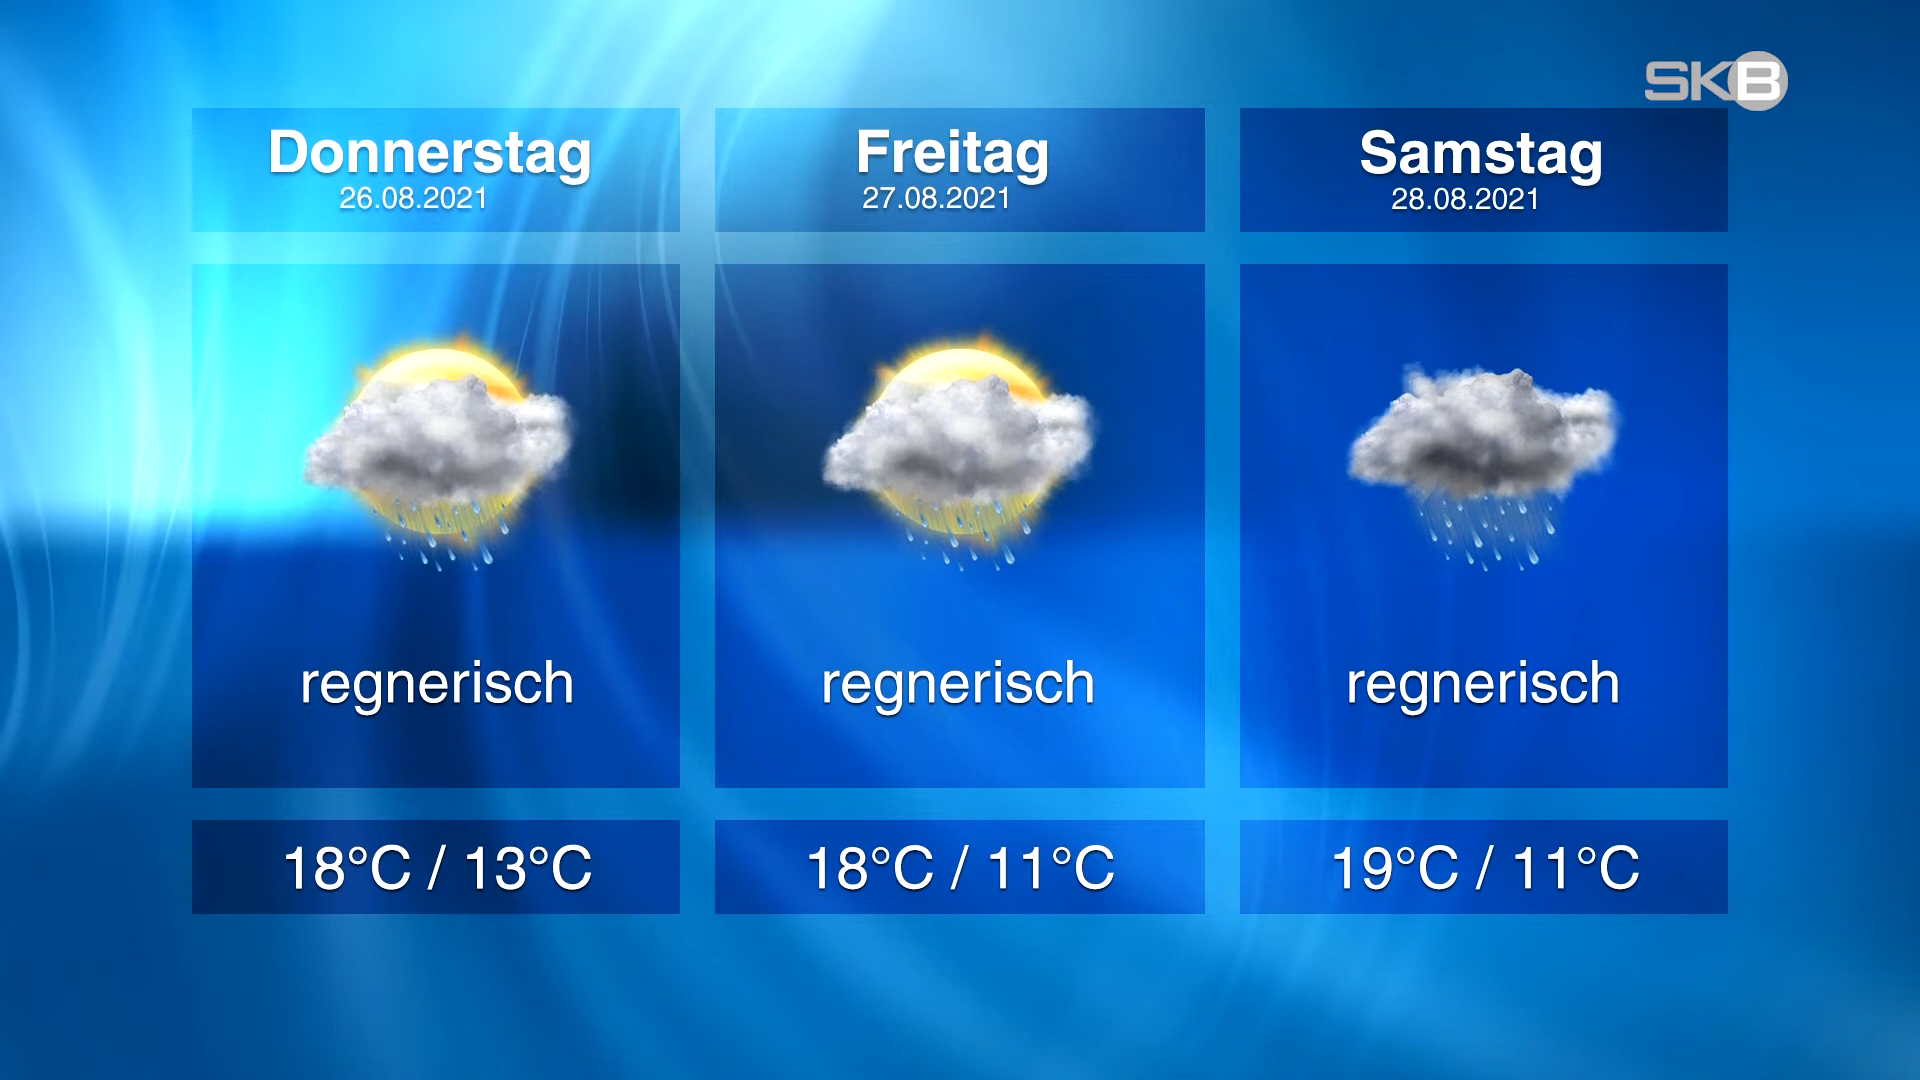 SKB
Donnerstag
26.08.2021
regnerisch
18°C / 13°C
Freitag
27.08.2021
regnerisch
18°C / 11°C
Samstag
28.08.2021
regnerisch
19°C / 11°C